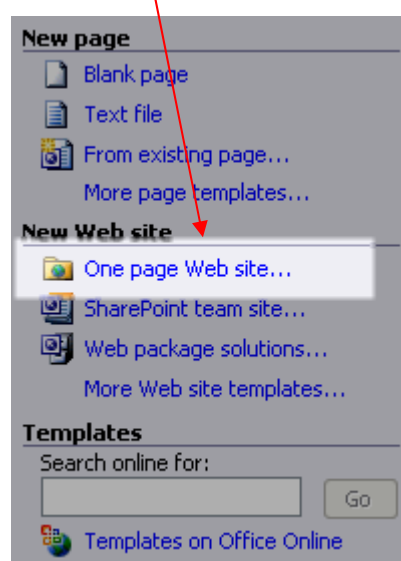 New page
Blank page
Text file
From existing page...
More page templates...
New Web site
One page Web site...
SharePoint team site...
Web package solutions...
More Web site templates...
Templates
Search online for:
Go
Templates on Office Online